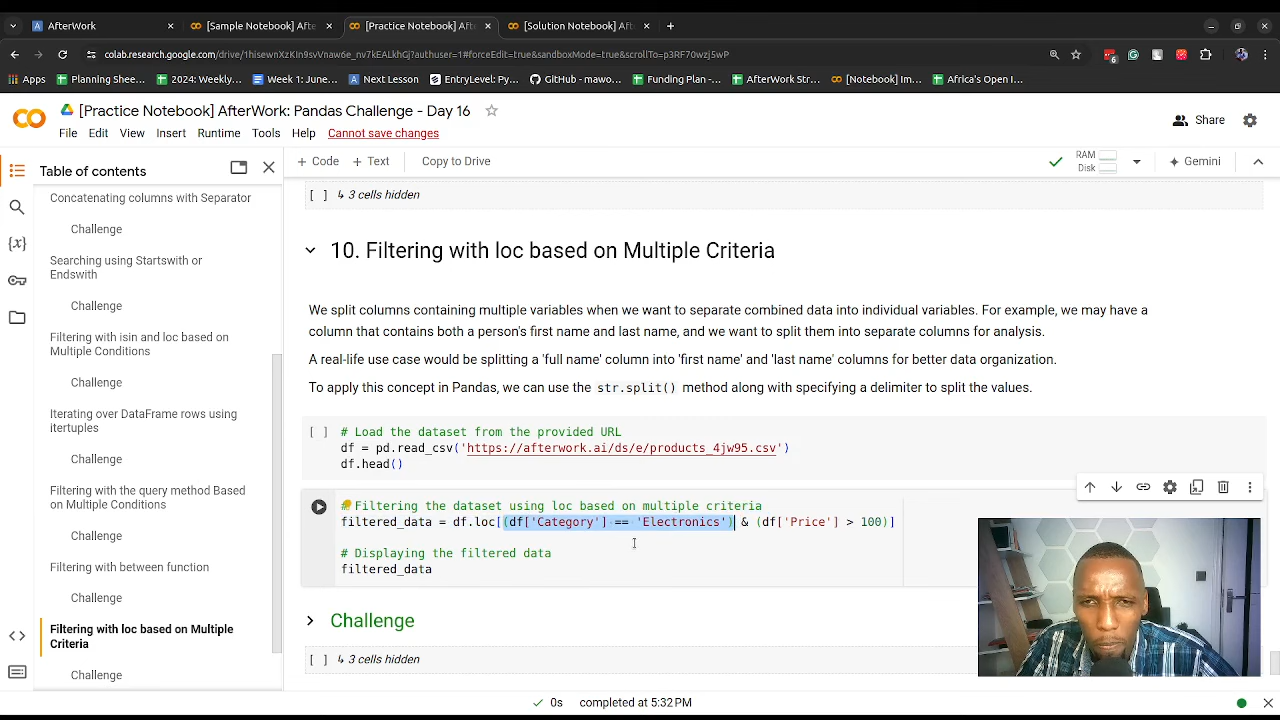 AfterWork
[Sample Notebook] AfterW
[Practice Notebook] AfterW
[Solution Notebook] AfterW
colab.research.google.com/drive/1hisewnXzKIn9svVnaw6e_nv7kEALkhGj?authuser=1#forceEdit=true&sandboxMode=true&scrollTo=p3RF70wzj5wP
Apps
Planning Shee...
2024: Weekly...
Week 1: June...
Next Lesson
EntryLevel: Py...
GitHub - mawo...
Funding Plan -...
AfterWork Str...
[Notebook] Im...
Africa's Open I...
6
[Practice Notebook] AfterWork: Pandas Challenge - Day 16
File Edit View Insert Runtime Tools Help Cannot save changes
Share
Table of contents
+ Code + Text Copy to Drive
RAM
Disk
Gemini
Concatenating columns with Separator
Challenge
Searching using Startswith or
Endswith
Challenge
Filtering with isin and loc based on
Multiple Conditions
Challenge
Iterating over DataFrame rows using
itertuples
Challenge
Filtering with the query method Based
on Multiple Conditions
Challenge
Filtering with between function
Challenge
Filtering with loc based on Multiple
Criteria
Challenge
[ ] ↳ 3 cells hidden
10. Filtering with loc based on Multiple Criteria
We split columns containing multiple variables when we want to separate combined data into individual variables. For example, we may have a
column that contains both a person's first name and last name, and we want to split them into separate columns for analysis.
A real-life use case would be splitting a 'full name' column into 'first name' and 'last name' columns for better data organization.
To apply this concept in Pandas, we can use the str.split() method along with specifying a delimiter to split the values.
[ ] # Load the dataset from the provided URL
df = pd.read_csv('https://afterwork.ai/ds/e/products_4jw95.csv')
df.head()
# Filtering the dataset using loc based on multiple criteria
filtered_data = df.loc[(df['Category'] == 'Electronics') & (df['Price'] > 100)]
# Displaying the filtered data
filtered_data
Challenge
[ ] ↳ 3 cells hidden
0s completed at 5:32 PM